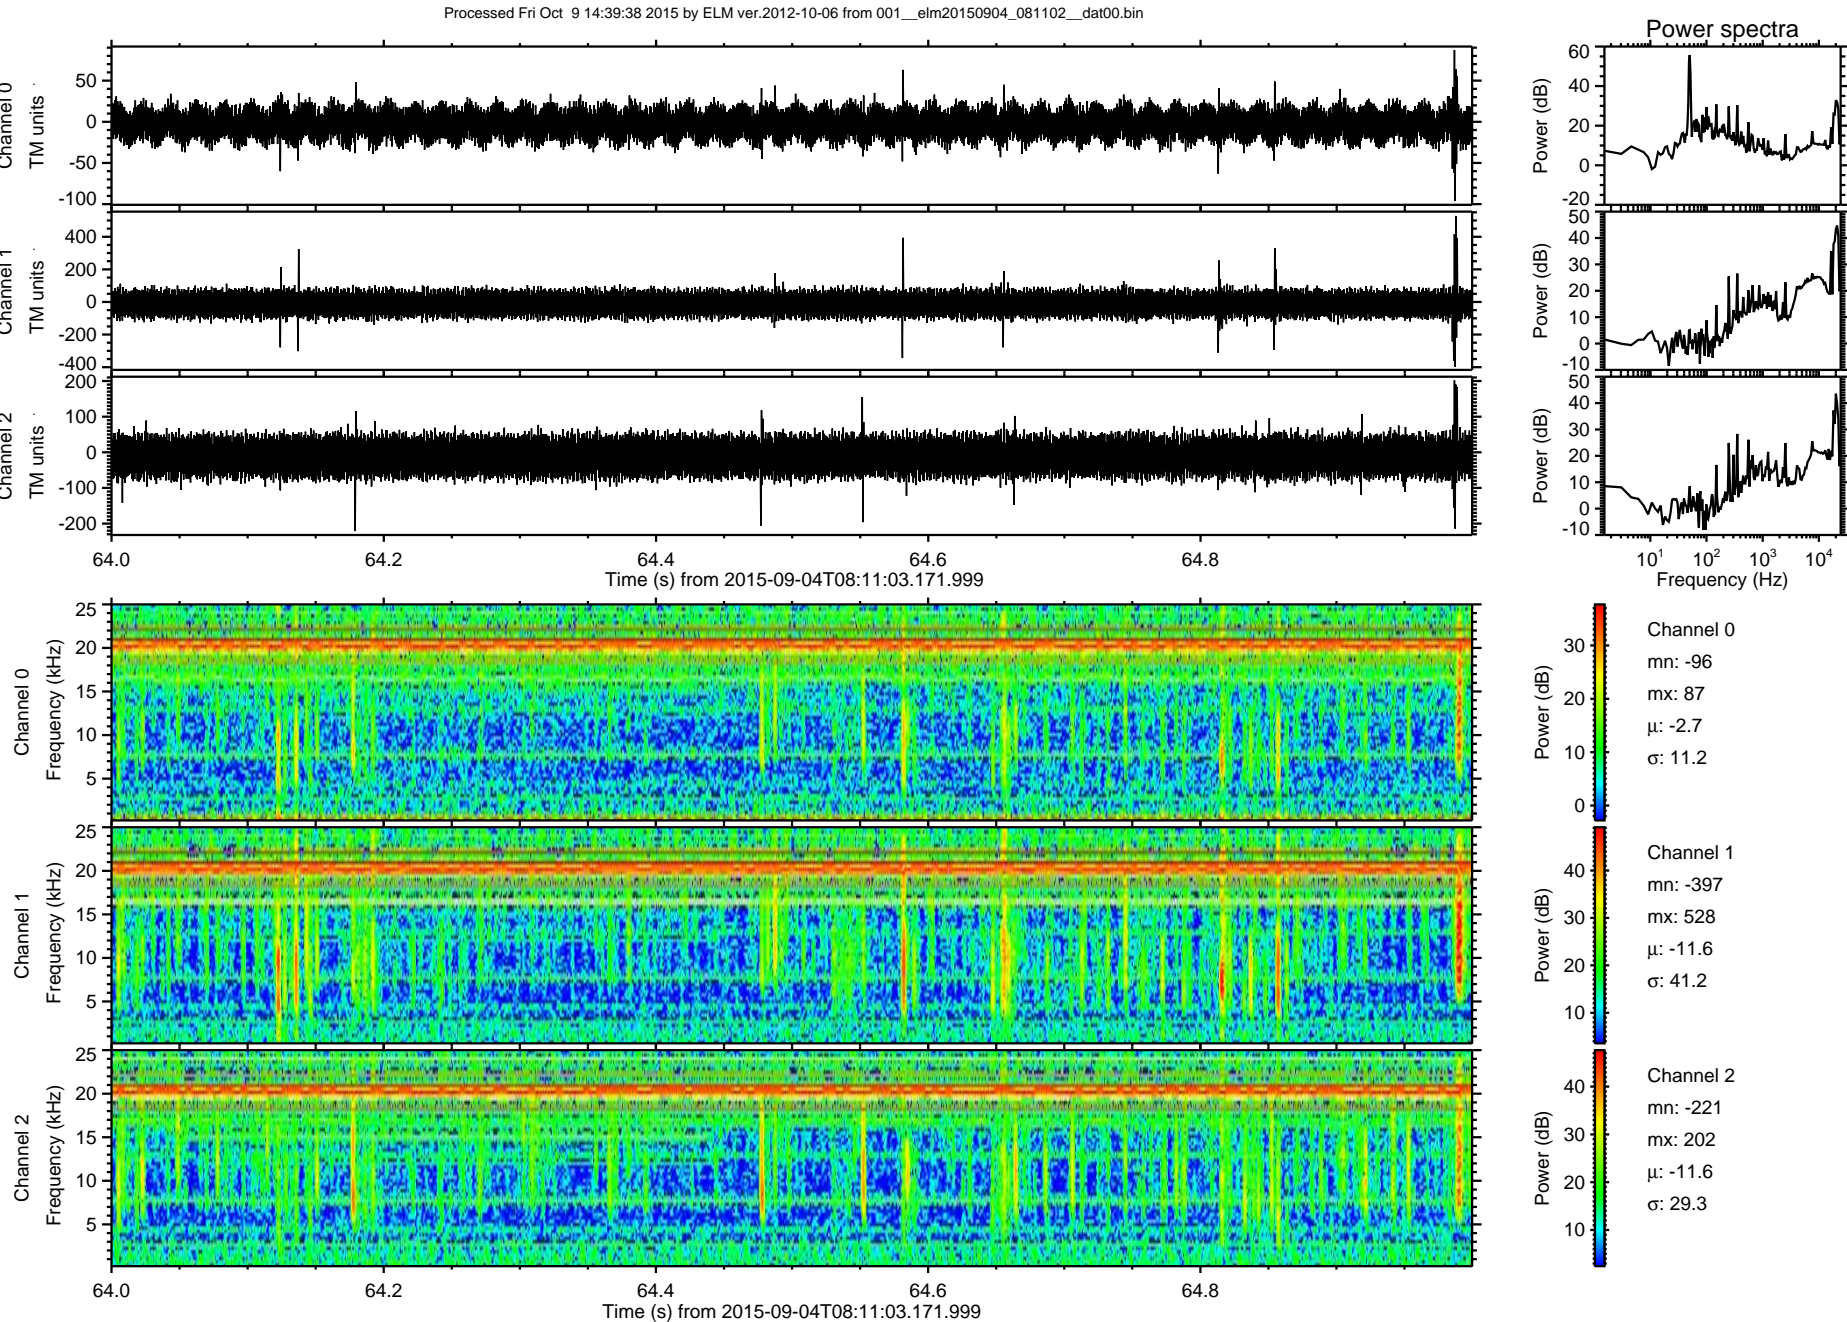 Processed Fri Oct 9 14:39:38 2015 by ELM ver.2012-10-06 from 001__elm20150904_081102__dat00.bin
Power spectra
Channel 0
TM units
50
0
-50
-100
Power (dB)
60
40
20
0
-20
Channel 1
TM units
400
200
0
-200
-400
Power (dB)
50
40
30
20
10
0
-10
Channel 2
TM units
200
100
0
-100
-200
Power (dB)
50
40
30
20
10
0
-10
64.0 64.2 64.4 64.6 64.8
Time (s) from 2015-09-04T08:11:03.171.999
10^1 10^2 10^3 10^4
Frequency (Hz)
Channel 0
Frequency (kHz)
25
20
15
10
5
Power (dB)
30
20
10
0
Channel 0
mn: -96
mx: 87
μ: -2.7
σ: 11.2
Channel 1
Frequency (kHz)
25
20
15
10
5
Power (dB)
40
30
20
10
Channel 1
mn: -397
mx: 528
μ: -11.6
σ: 41.2
Channel 2
Frequency (kHz)
25
20
15
10
5
Power (dB)
40
30
20
10
Channel 2
mn: -221
mx: 202
μ: -11.6
σ: 29.3
64.0 64.2 64.4 64.6 64.8
Time (s) from 2015-09-04T08:11:03.171.999